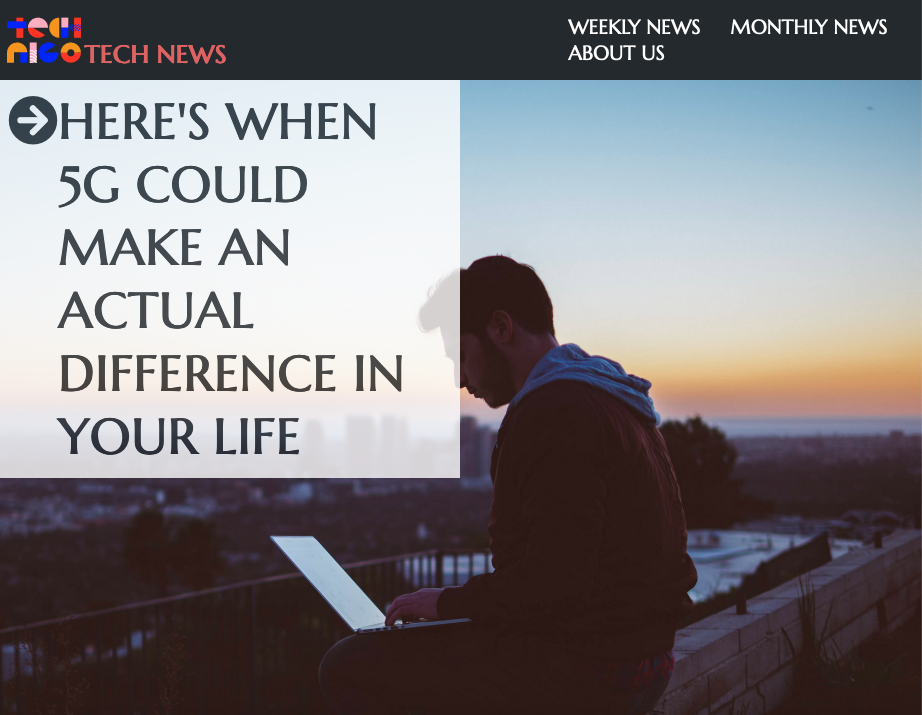 TECH
NICO TECH NEWS
WEEKLY NEWS MONTHLY NEWS
ABOUT US
HERE'S WHEN
5G COULD
MAKE AN
ACTUAL
DIFFERENCE IN
YOUR LIFE